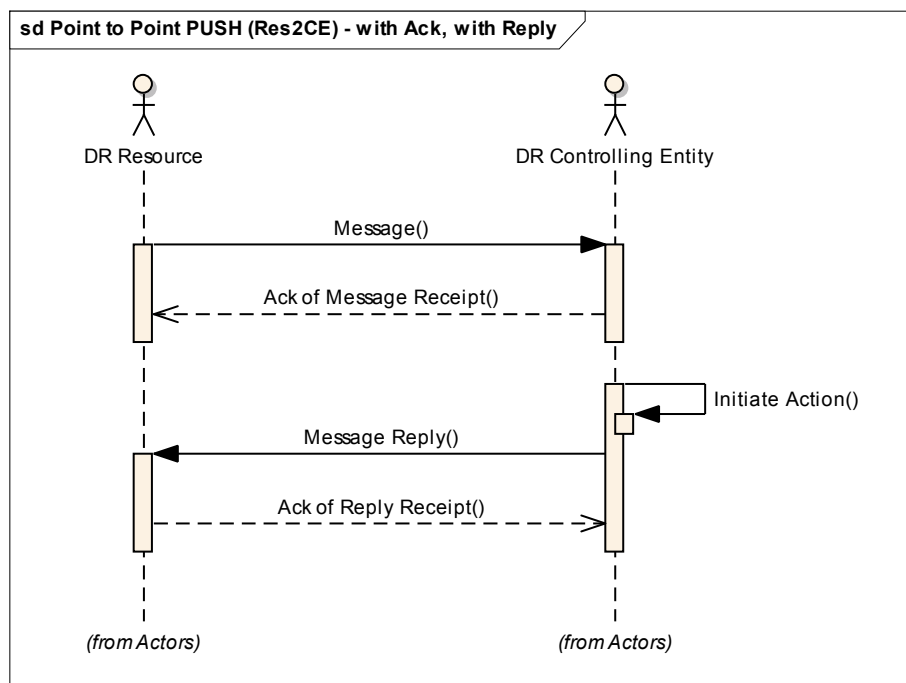 sd Point to Point PUSH (Res2CE) - with Ack, with Reply
DR Resource
DR Controlling Entity
Message()
Ack of Message Receipt()
Initiate Action()
Message Reply()
Ack of Reply Receipt()
(from Actors)
(from Actors)